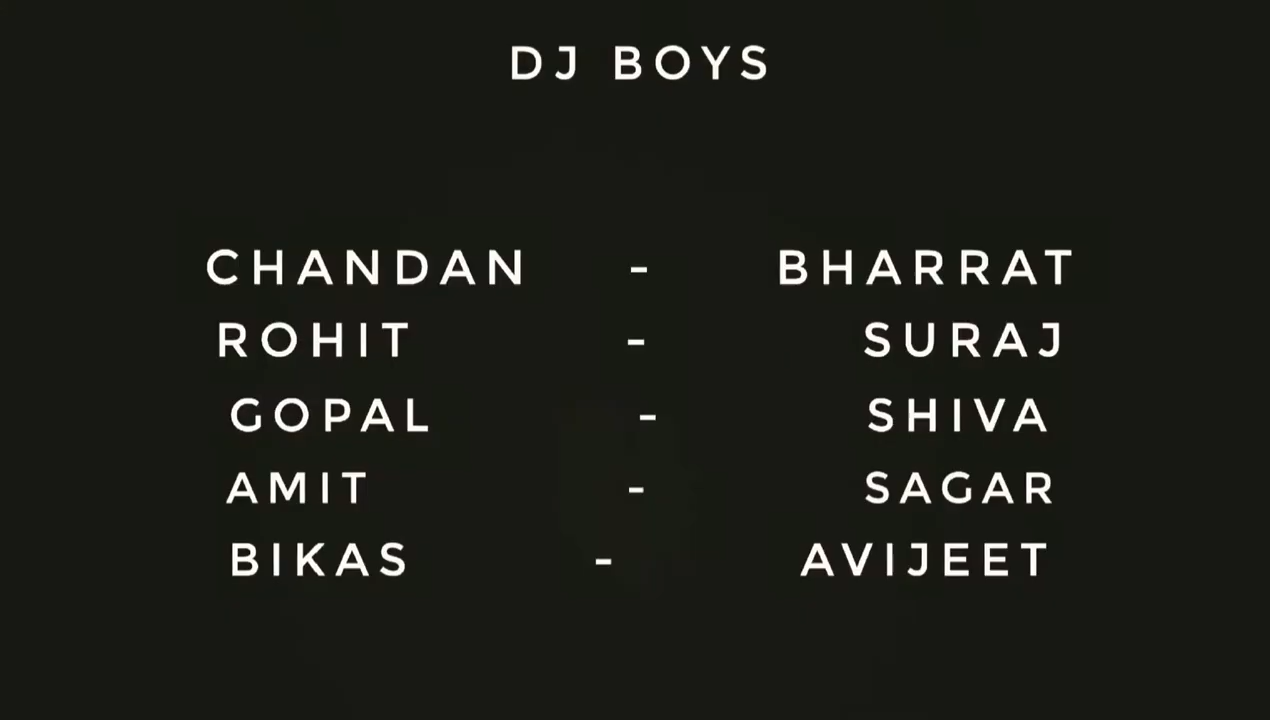 DJ BOYS
CHANDAN - BHARRAT
ROHIT - SURAJ
GOPAL - SHIVA
AMIT - SAGAR
BIKAS - AVIJEET